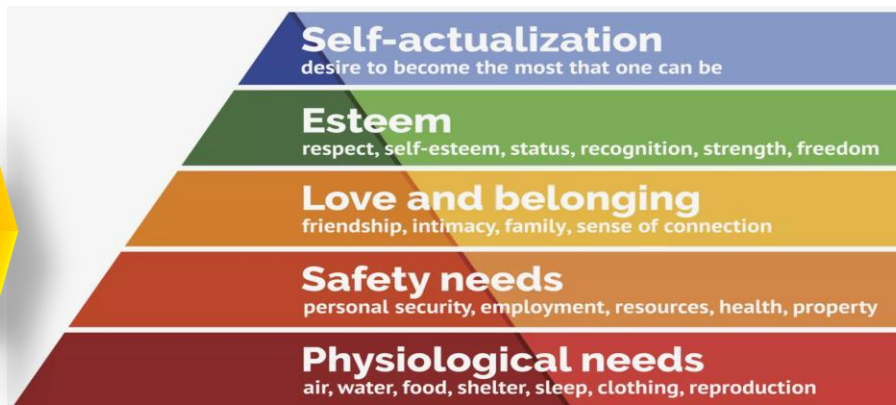 Self-actualization
desire to become the most that one can be
Esteem
respect, self-esteem, status, recognition, strength, freedom
Love and belonging
friendship, intimacy, family, sense of connection
Safety needs
personal security, employment, resources, health, property
Physiological needs
air, water, food, shelter, sleep, clothing, reproduction